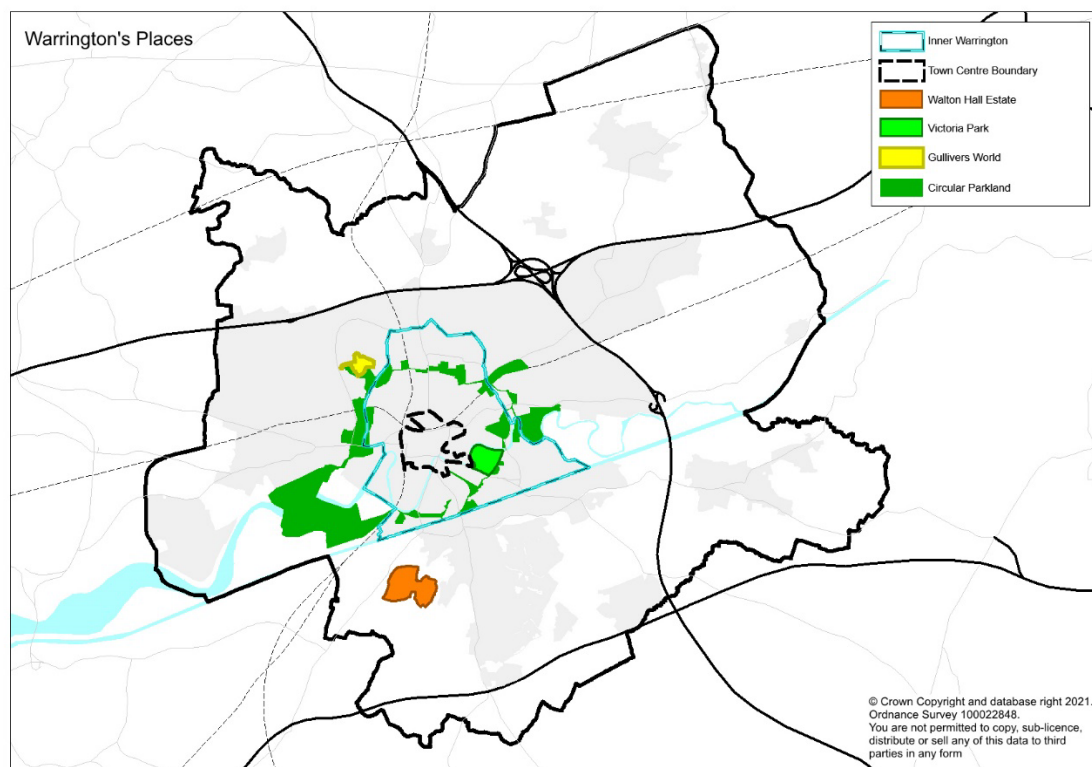 Warrington's Places
Inner Warrington
Town Centre Boundary
Walton Hall Estate
Victoria Park
Gullivers World
Circular Parkland
© Crown Copyright and database right 2021.
Ordnance Survey 100022848.
You are not permitted to copy, sub-licence,
distribute or sell any of this data to third
parties in any form